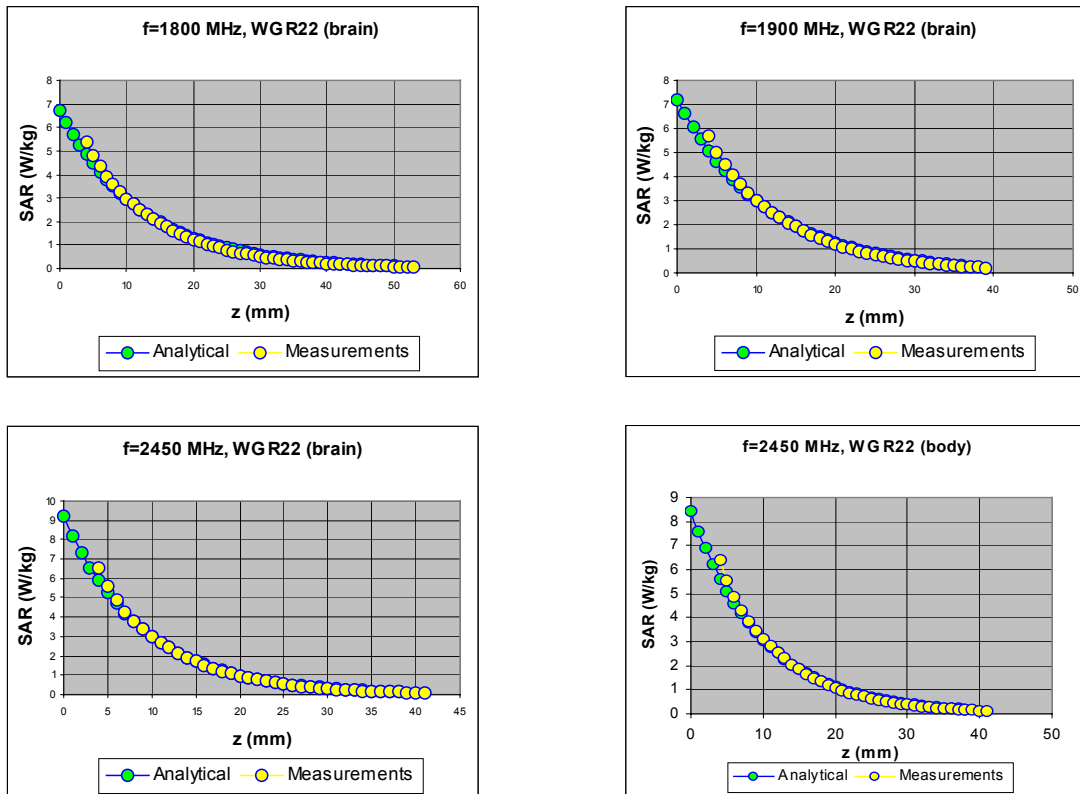 f=1800 MHz, WGR22 (brain)
8
7
6
5
4
3
2
1
0
SAR (W/kg)
0 10 20 30 40 50 60
z (mm)
Analytical Measurements
f=1900 MHz, WGR22 (brain)
8
7
6
5
4
3
2
1
0
SAR (W/kg)
0 10 20 30 40 50
z (mm)
Analytical Measurements
f=2450 MHz, WGR22 (brain)
10
9
8
7
6
5
4
3
2
1
0
SAR (W/kg)
0 5 10 15 20 25 30 35 40 45
z (mm)
Analytical Measurements
f=2450 MHz, WGR22 (body)
9
8
7
6
5
4
3
2
1
0
SAR (W/kg)
0 10 20 30 40 50
z (mm)
Analytical Measurements